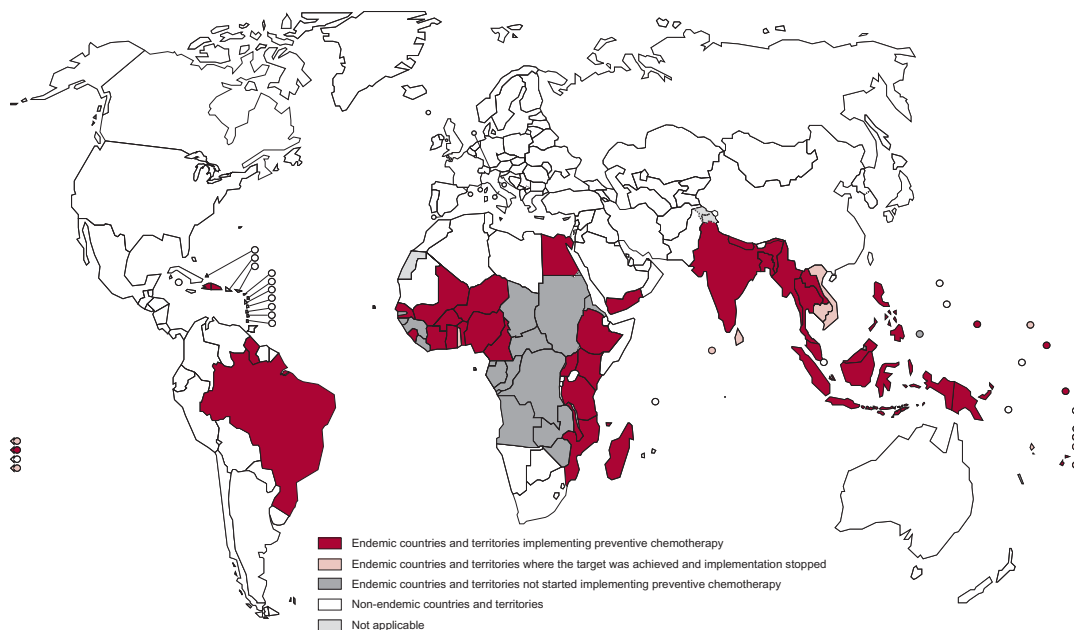 Endemic countries and territories implementing preventive chemotherapy
Endemic countries and territories where the target was achieved and implementation stopped
Endemic countries and territories not started implementing preventive chemotherapy
Non-endemic countries and territories
Not applicable